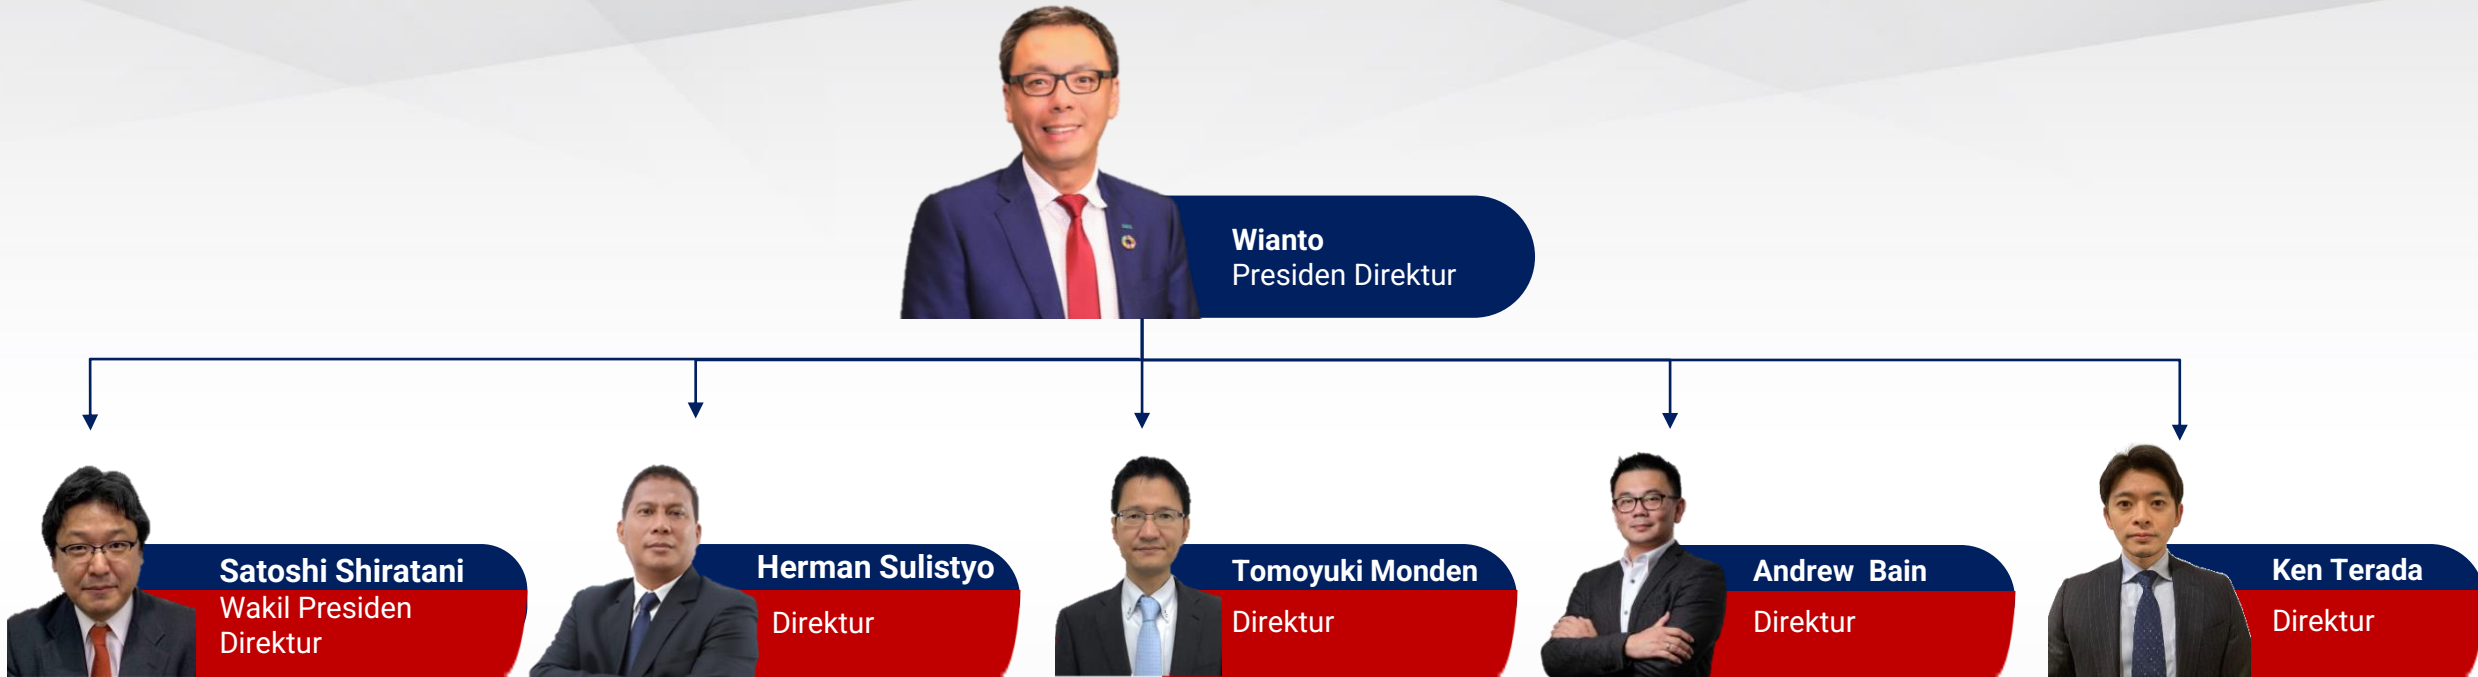 Wianto
Presiden Direktur
Satoshi Shiratani
Wakil Presiden
Direktur
Herman Sulistyo
Direktur
Tomoyuki Monden
Direktur
Andrew Bain
Direktur
Ken Terada
Direktur